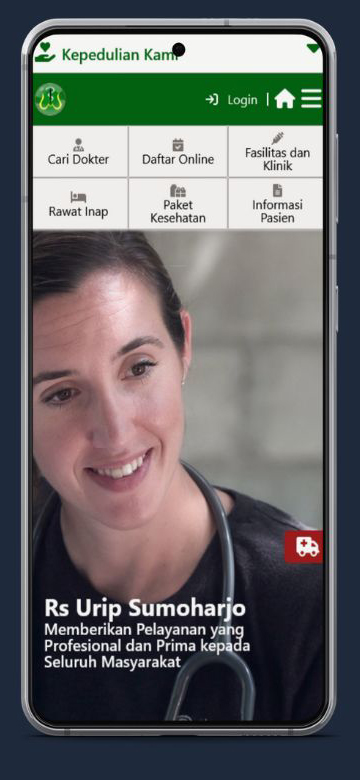 Kepedulian Kami
Login |
Cari Dokter
Daftar Online
Fasilitas dan
Klinik
Rawat Inap
Paket
Kesehatan
Informasi
Pasien
Rs Urip Sumoharjo
Memberikan Pelayanan yang
Profesional dan Prima kepada
Seluruh Masyarakat